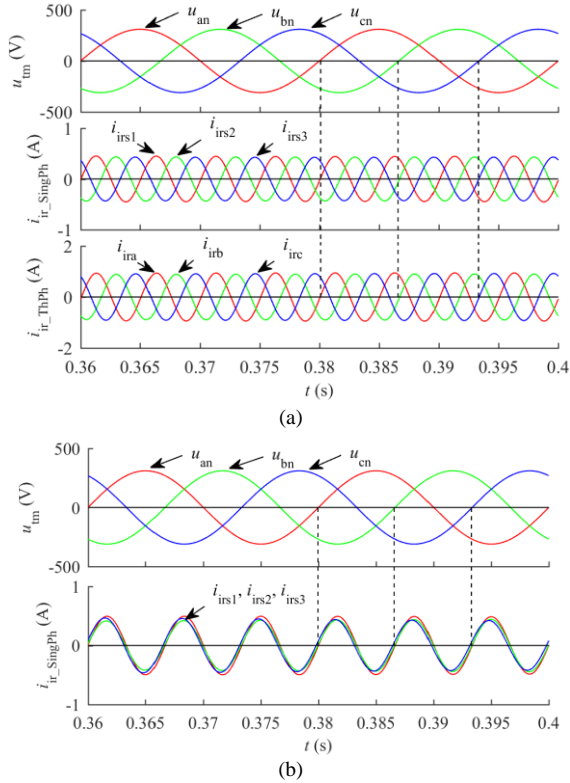 500
u_an
u_bn
u_cn
u_tm (V)
0
-500
1
i_irs1
i_irs2
i_irs3
i_ir_SingPh (A)
0
-1
2
i_ira
i_irb
i_irc
i_ir_ThPh (A)
0
-2
0.36 0.365 0.37 0.375 0.38 0.385 0.39 0.395 0.4
t (s)
(a)
500
u_an
u_bn
u_cn
u_tm (V)
0
-500
1
i_irs1, i_irs2, i_irs3
i_ir_SingPh (A)
0
-1
0.36 0.365 0.37 0.375 0.38 0.385 0.39 0.395 0.4
t (s)
(b)